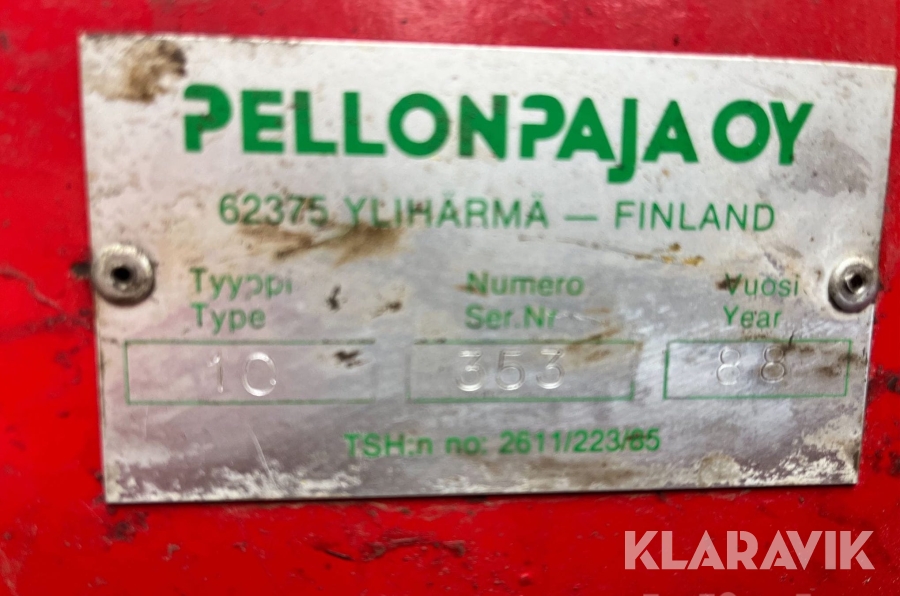 PELLONPAJA OY
62375 YLIHÄRMÄ — FINLAND
Tyyppi Numero Vuosi
Type Ser.Nr Year
10 353 88
TSH:n no: 2611/223/85
KLARAVIK